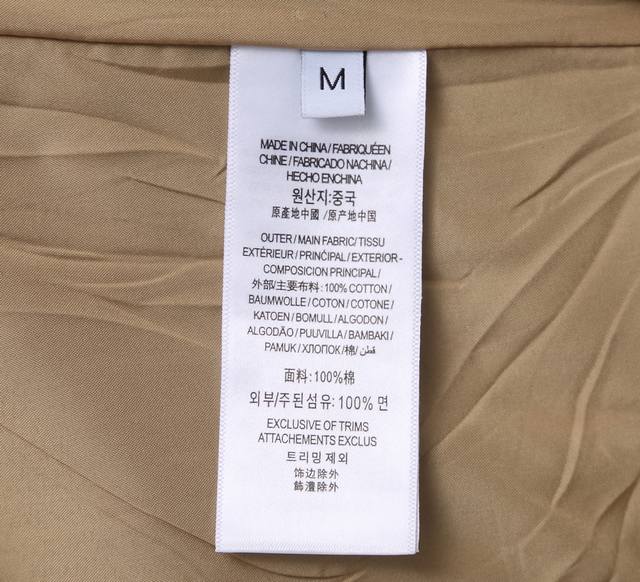 M
MADE IN CHINA / FABRIQUÉEN
CHINE / FABRICADO NACHINA /
HECHO ENCHINA
원산지:중국
原產地中國 /原产地中国
OUTER / MAIN FABRIC/ TISSU
EXTÉRIEUR / PRINCIPAL / EXTERIOR-
COMPOSICION PRINCIPAL /
外部/主要布料: 100% COTTON /
BAUMWOLLE / COTON / COTONE /
KATOEN / BOMULL / ALGODON /
ALGODÃO / PUUVILLA / BAMBAKI /
PAMUK / ХЛОПОК /棉/ قطن
面料:100%棉
외부/주된섬유: 100% 면
EXCLUSIVE OF TRIMS
ATTACHEMENTS EXCLUS
트리밍 제외
饰边除外
飾邊除外